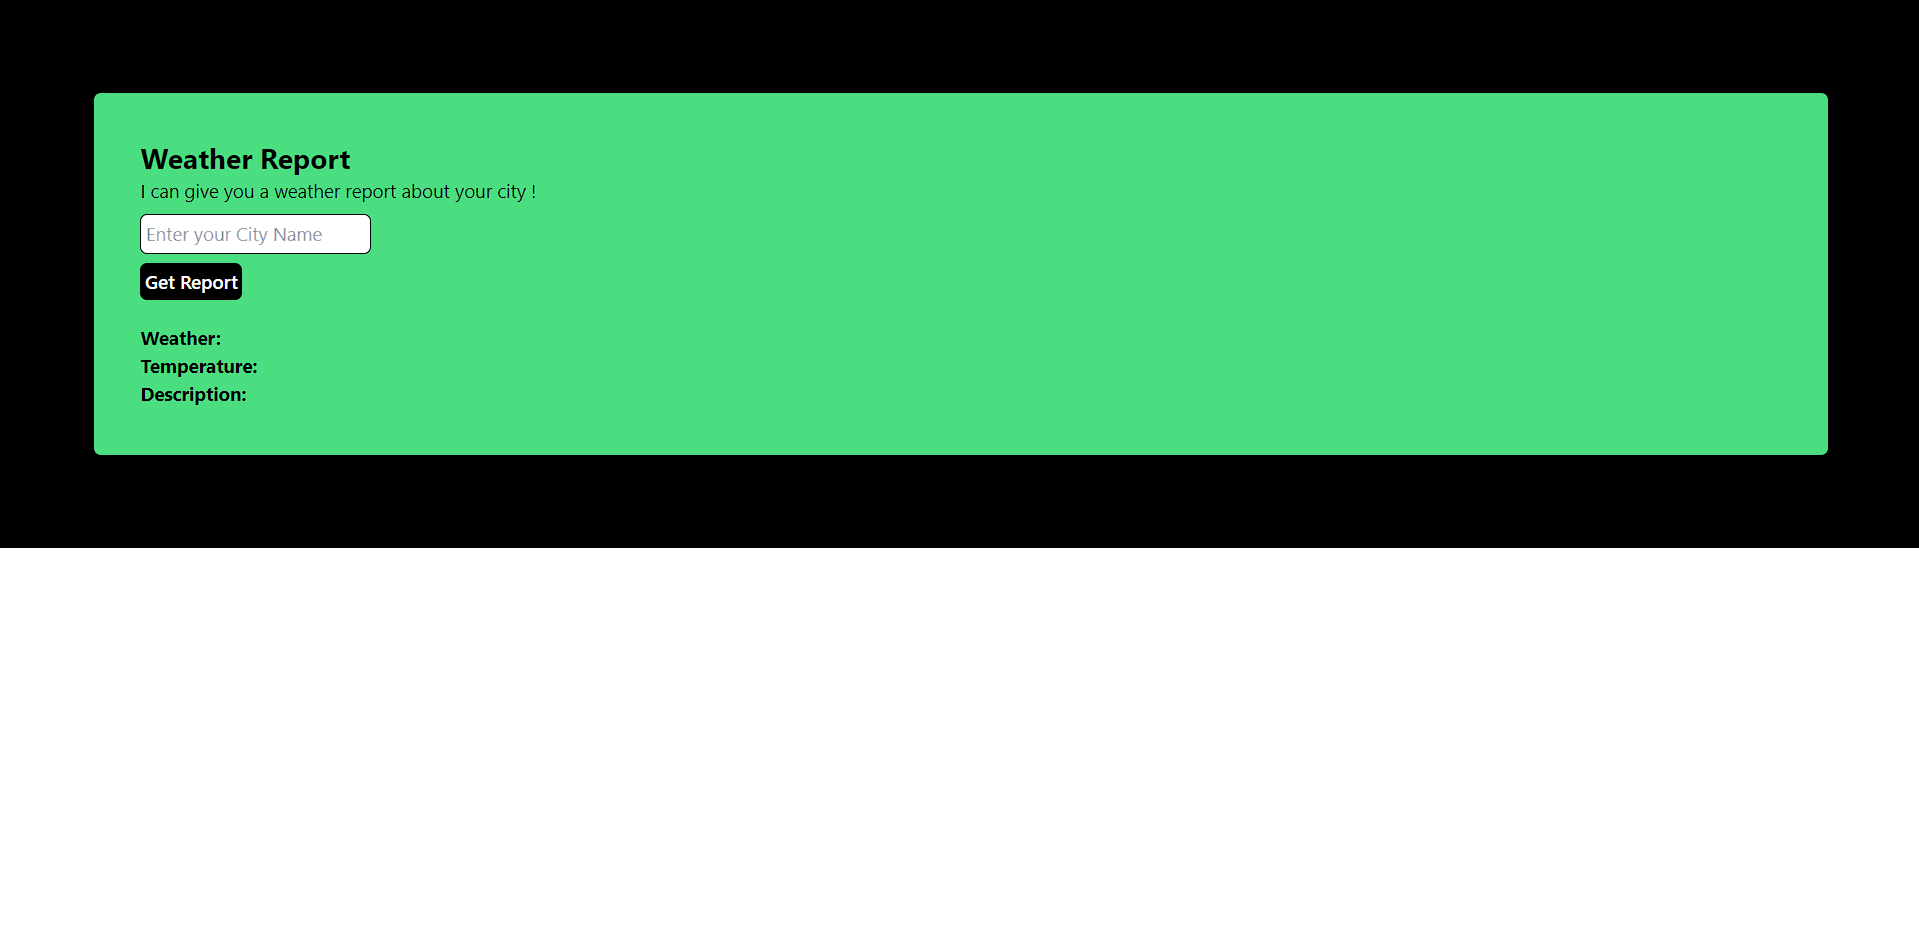 Weather Report
I can give you a weather report about your city !
Enter your City Name
Get Report
Weather:
Temperature:
Description: